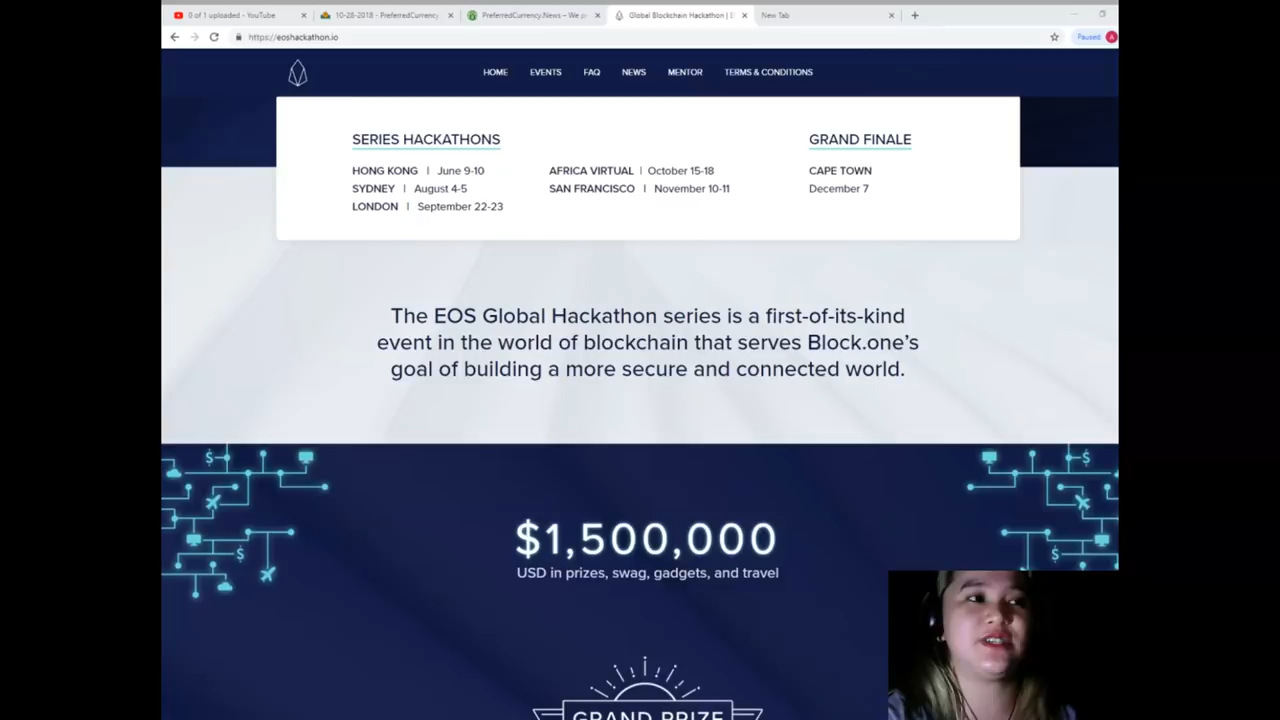 0 of 1 uploaded - YouTube
10-28-2018 - PreferredCurrency
PreferredCurrency.News – We p
Global Blockchain Hackathon | E
New Tab
https://eoshackathon.io
Paused
A
HOME
EVENTS
FAQ
NEWS
MENTOR
TERMS & CONDITIONS
SERIES HACKATHONS
HONG KONG | June 9-10
SYDNEY | August 4-5
LONDON | September 22-23
AFRICA VIRTUAL | October 15-18
SAN FRANCISCO | November 10-11
GRAND FINALE
CAPE TOWN
December 7
The EOS Global Hackathon series is a first-of-its-kind
event in the world of blockchain that serves Block.one’s
goal of building a more secure and connected world.
$1,500,000
USD in prizes, swag, gadgets, and travel
GRAND PRIZE